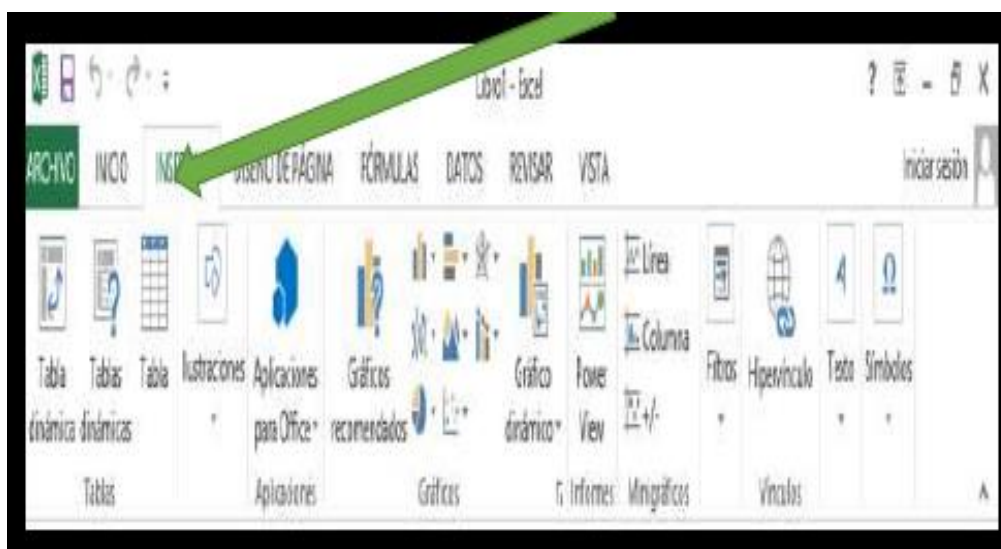 Libro1 - Excel
ARCHIVO INICIO DISEÑO DE PÁGINA FÓRMULAS DATOS REVISAR VISTA Iniciar sesión
Tabla dinámica
Tablas dinámicas
Tabla
Ilustraciones
Aplicaciones para Office
Gráficos recomendados
Gráfico dinámico
Power View
Línea
Columna
+/-
Filtros
Hipervínculo
Texto
Símbolos
Tablas Aplicaciones Gráficos Informes Minigráficos Vínculos